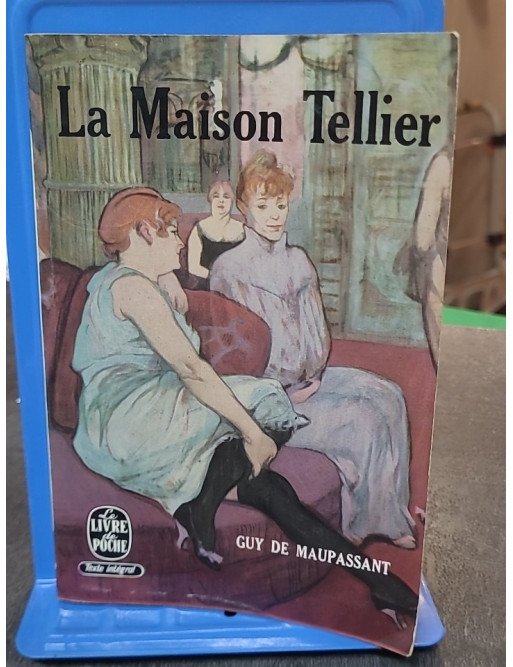 La Maison Tellier
Le
LIVRE
de
POCHE
Texte intégral
GUY DE MAUPASSANT